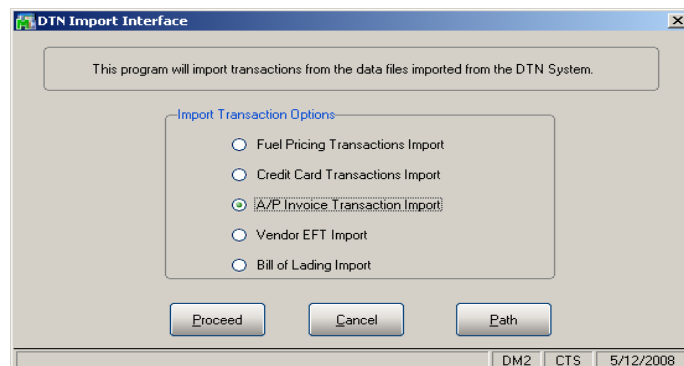 DTN Import Interface
This program will import transactions from the data files imported from the DTN System.
Import Transaction Options
Fuel Pricing Transactions Import
Credit Card Transactions Import
A/P Invoice Transaction Import
Vendor EFT Import
Bill of Lading Import
Proceed Cancel Path
DM2 CTS 5/12/2008